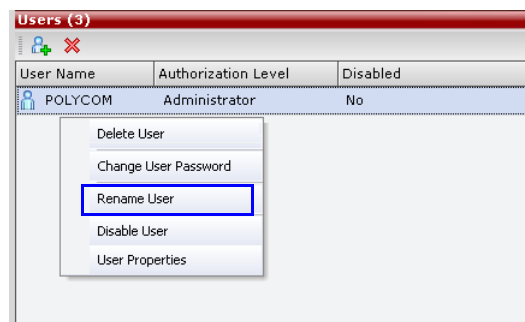 Users (3)
User Name Authorization Level Disabled
POLYCOM Administrator No
Delete User
Change User Password
Rename User
Disable User
User Properties